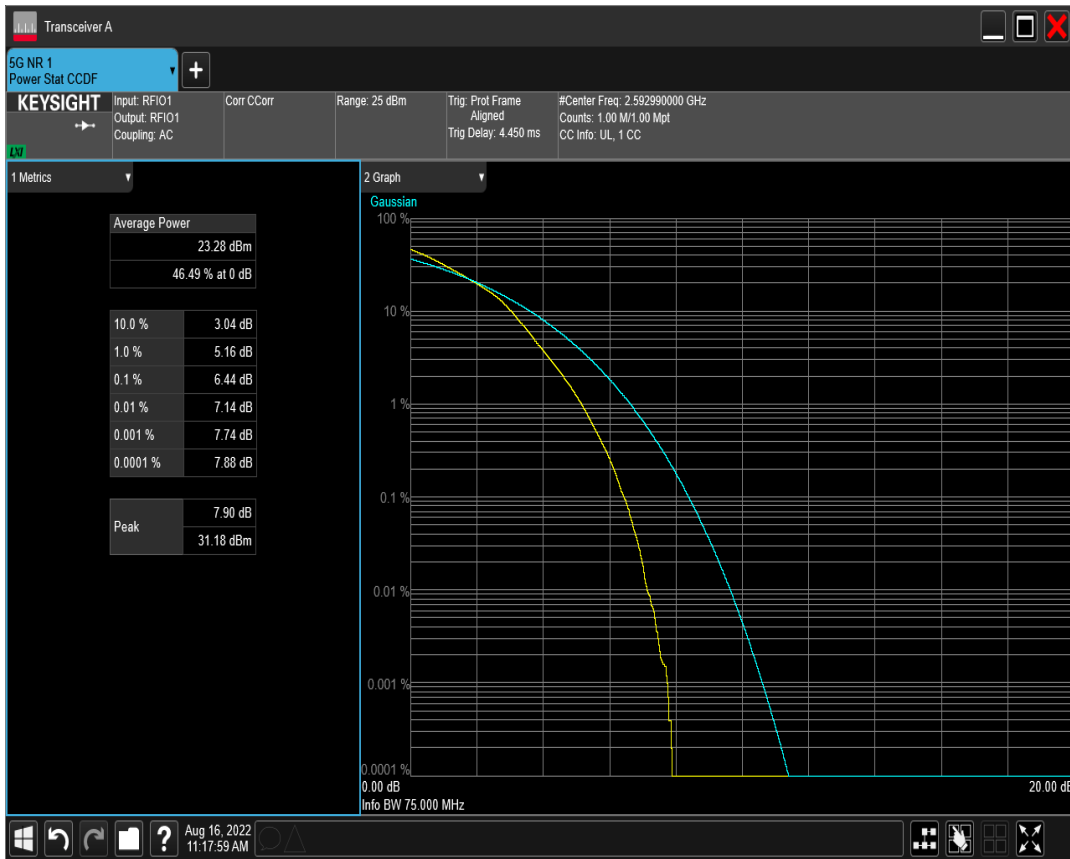 Transceiver A
5G NR 1
Power Stat CCDF
+
KEYSIGHT
Input: RFIO1
Output: RFIO1
Coupling: AC
Corr CCorr
Range: 25 dBm
Trig: Prot Frame
Aligned
Trig Delay: 4.450 ms
#Center Freq: 2.592990000 GHz
Counts: 1.00 M/1.00 Mpt
CC Info: UL, 1 CC
LXI
1 Metrics
Average Power
23.28 dBm
46.49 % at 0 dB
10.0 % 3.04 dB
1.0 % 5.16 dB
0.1 % 6.44 dB
0.01 % 7.14 dB
0.001 % 7.74 dB
0.0001 % 7.88 dB
Peak 7.90 dB
31.18 dBm
2 Graph
Gaussian
100 %
10 %
1 %
0.1 %
0.01 %
0.001 %
0.0001 %
0.00 dB 20.00 dB
Info BW 75.000 MHz
? Aug 16, 2022
11:17:59 AM